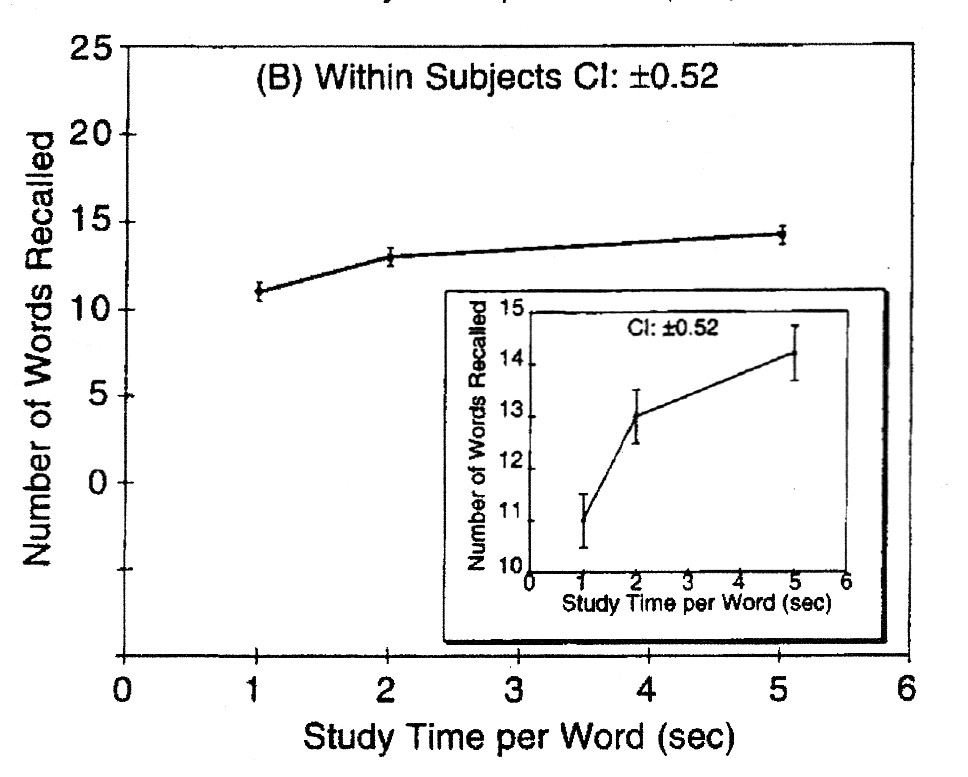 (B) Within Subjects CI: ±0.52
Number of Words Recalled
25
20
15
10
5
0
0 1 2 3 4 5 6
Study Time per Word (sec)
CI: ±0.52
Number of Words Recalled
15
14
13
12
11
10
0 1 2 3 4 5 6
Study Time per Word (sec)